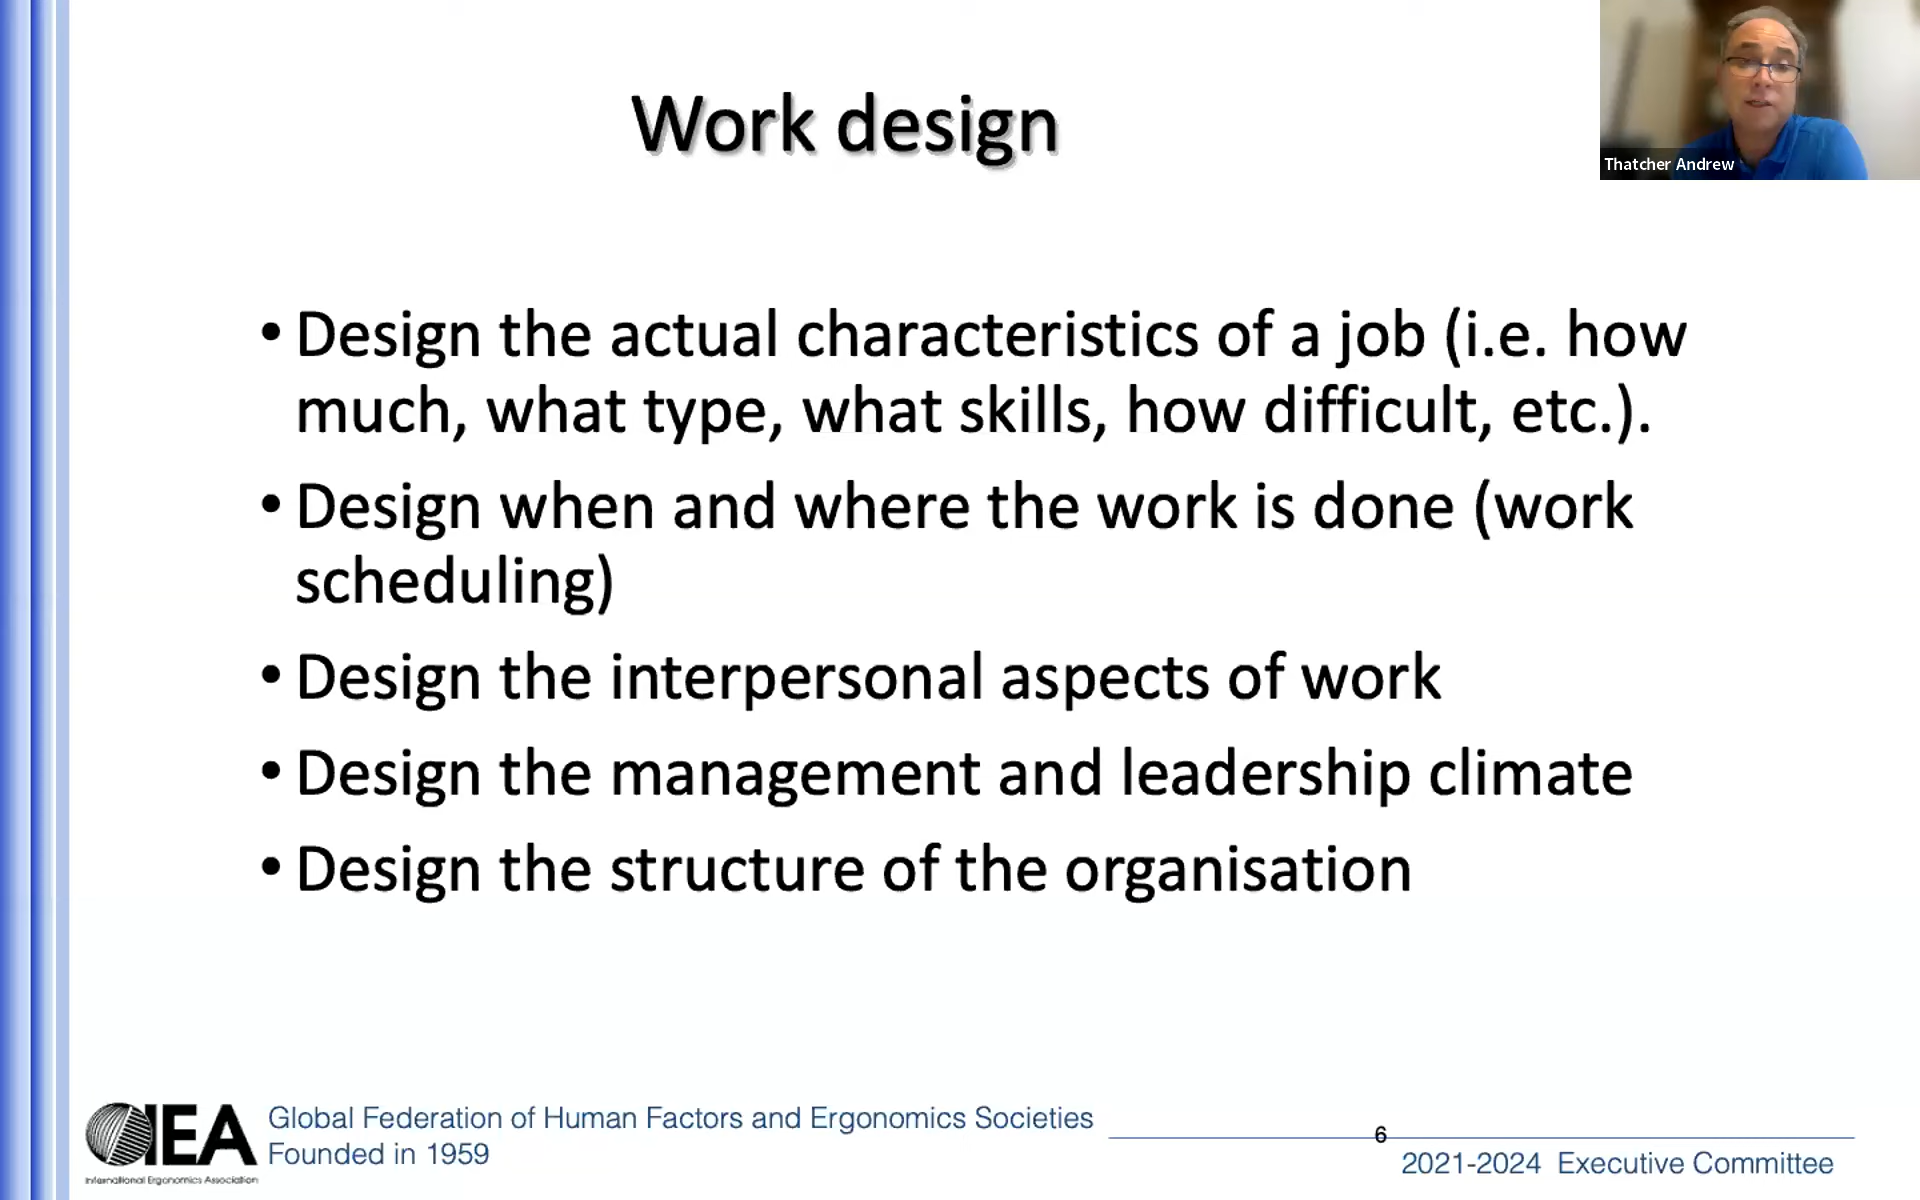 Work design
Thatcher Andrew
• Design the actual characteristics of a job (i.e. how
much, what type, what skills, how difficult, etc.).
• Design when and where the work is done (work
scheduling)
• Design the interpersonal aspects of work
• Design the management and leadership climate
• Design the structure of the organisation
IEA
International Ergonomics Association
Global Federation of Human Factors and Ergonomics Societies
Founded in 1959
6
2021-2024 Executive Committee